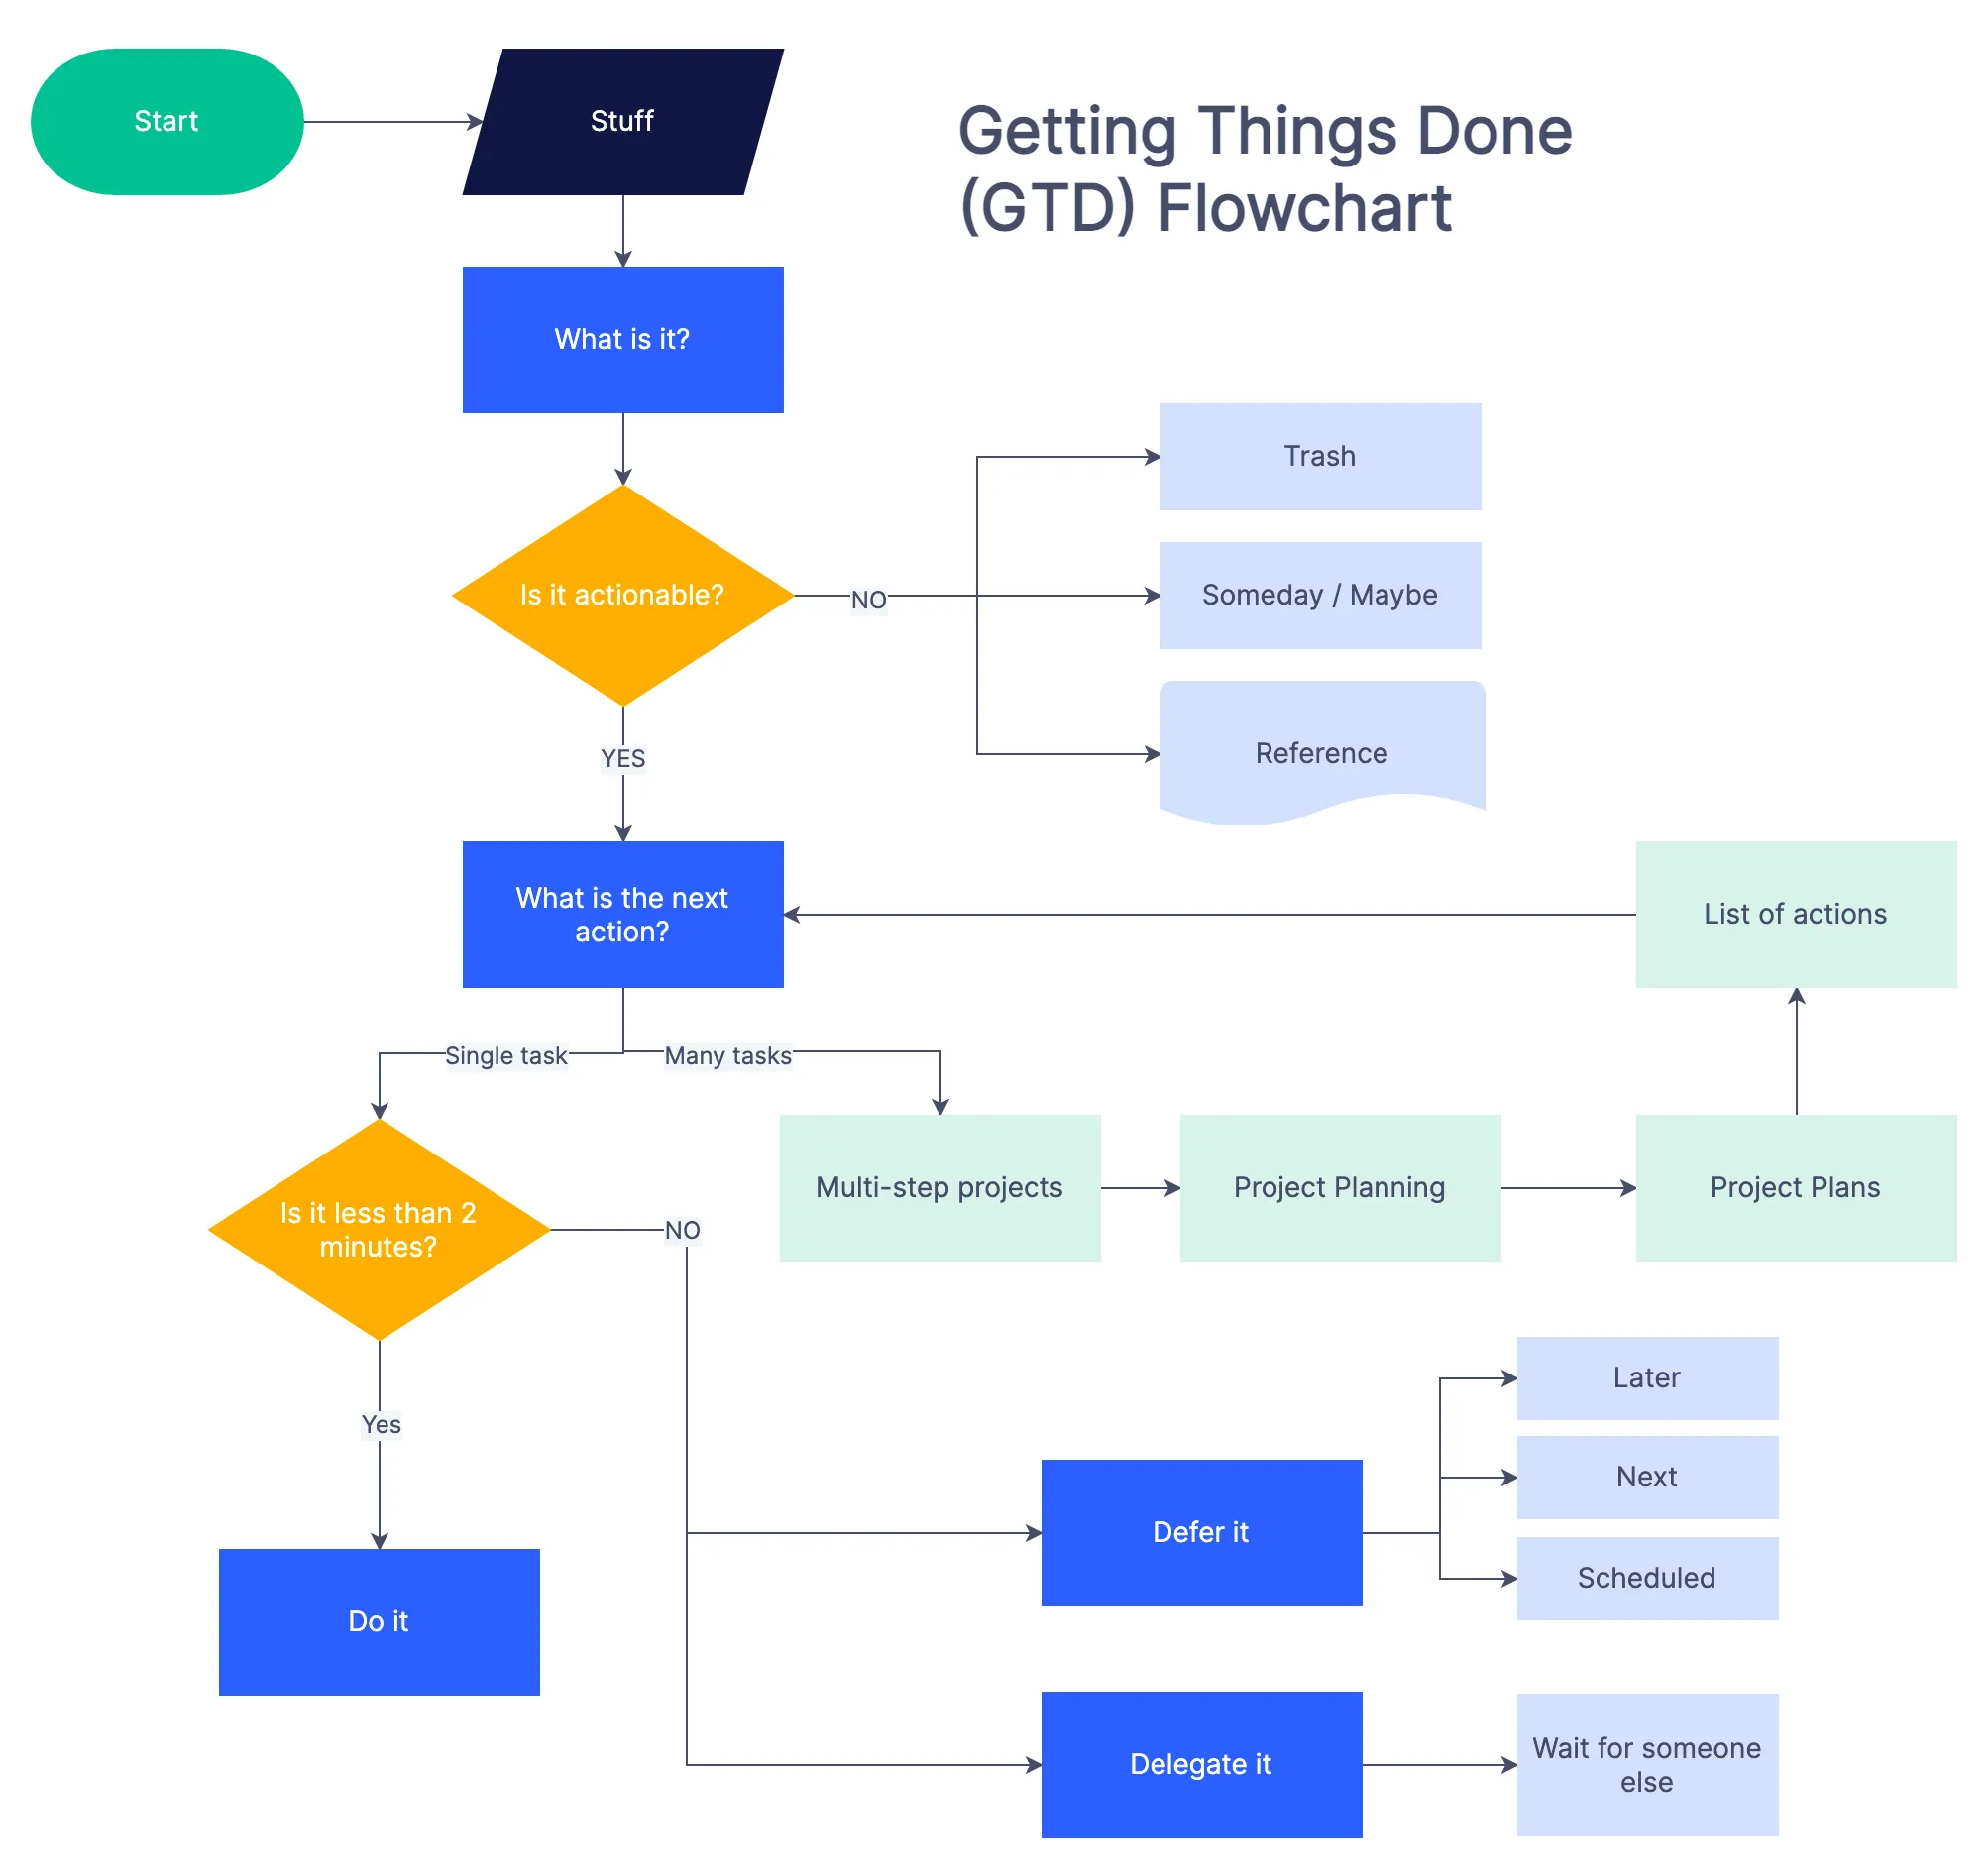 Start
Stuff
Getting Things Done
(GTD) Flowchart
What is it?
Trash
Is it actionable?
NO
Someday / Maybe
Reference
YES
What is the next
action?
List of actions
Single task
Many tasks
Multi-step projects
Project Planning
Project Plans
Is it less than 2
minutes?
NO
Later
Yes
Next
Defer it
Scheduled
Do it
Delegate it
Wait for someone
else